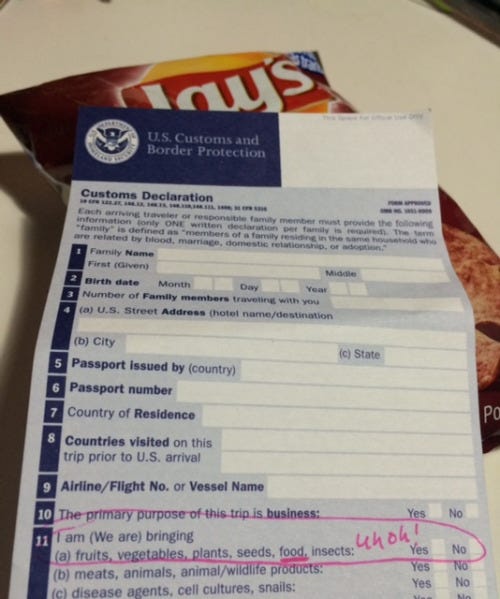 Lay's
This Space For Offical Use Only
U.S. Customs and
Border Protection
Customs Declaration
FORM APPROVED
Each arriving traveler or responsible family member must provide the following
information (only ONE written declaration per family is required). The term
"family" is defined as "members of a family residing in the same household who
are related by blood, marriage, domestic relationship, or adoption."
1 Family Name
First (Given) Middle
2 Birth date Month Day Year
3 Number of Family members traveling with you
4 (a) U.S. Street Address (hotel name/destination
(b) City (c) State
5 Passport issued by (country)
6 Passport number
7 Country of Residence
8 Countries visited on this
trip prior to U.S. arrival
9 Airline/Flight No. or Vessel Name
10 The primary purpose of this trip is business: Yes No
11 I am (We are) bringing
uhoh!
(a) fruits, vegetables, plants, seeds, food, insects: Yes No
(b) meats, animals, animal/wildlife products: Yes No
(c) disease agents, cell cultures, snails: Yes No
PO